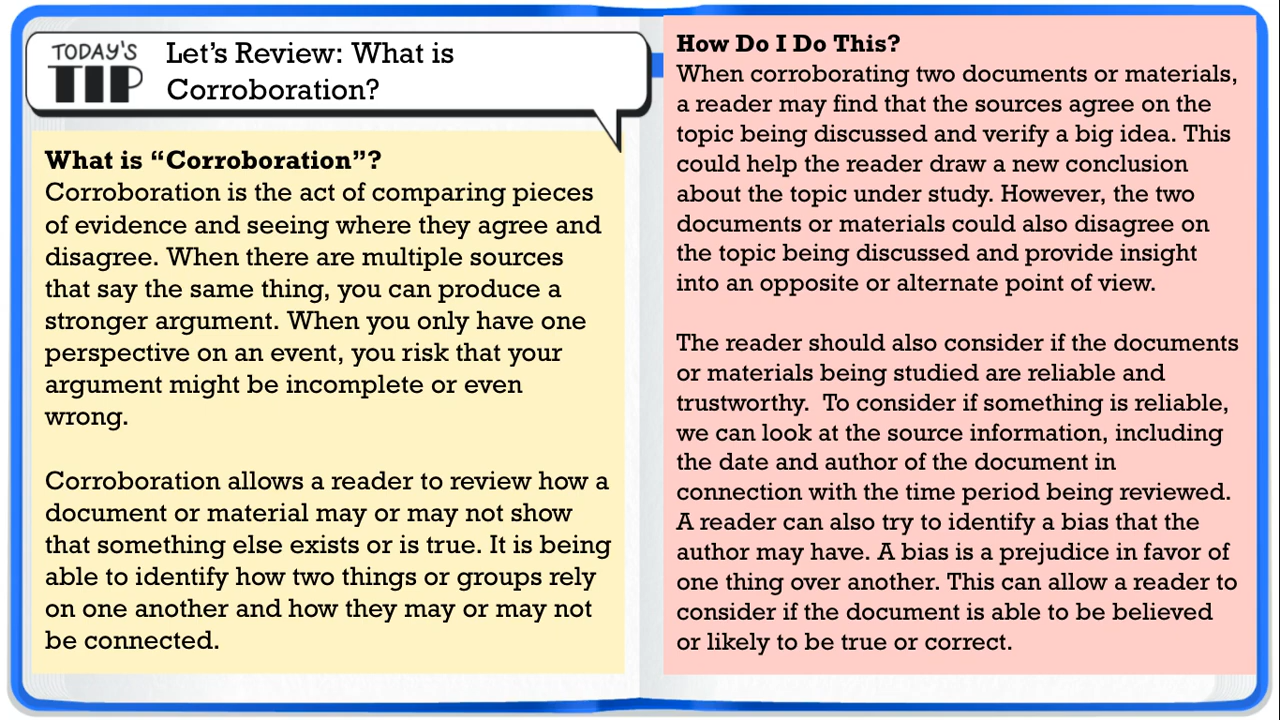 TODAY'S
TIP
Let's Review: What is
Corroboration?
What is “Corroboration”?
Corroboration is the act of comparing pieces
of evidence and seeing where they agree and
disagree. When there are multiple sources
that say the same thing, you can produce a
stronger argument. When you only have one
perspective on an event, you risk that your
argument might be incomplete or even
wrong.
Corroboration allows a reader to review how a
document or material may or may not show
that something else exists or is true. It is being
able to identify how two things or groups rely
on one another and how they may or may not
be connected.
How Do I Do This?
When corroborating two documents or materials,
a reader may find that the sources agree on the
topic being discussed and verify a big idea. This
could help the reader draw a new conclusion
about the topic under study. However, the two
documents or materials could also disagree on
the topic being discussed and provide insight
into an opposite or alternate point of view.
The reader should also consider if the documents
or materials being studied are reliable and
trustworthy.  To consider if something is reliable,
we can look at the source information, including
the date and author of the document in
connection with the time period being reviewed.
A reader can also try to identify a bias that the
author may have. A bias is a prejudice in favor of
one thing over another. This can allow a reader to
consider if the document is able to be believed
or likely to be true or correct.